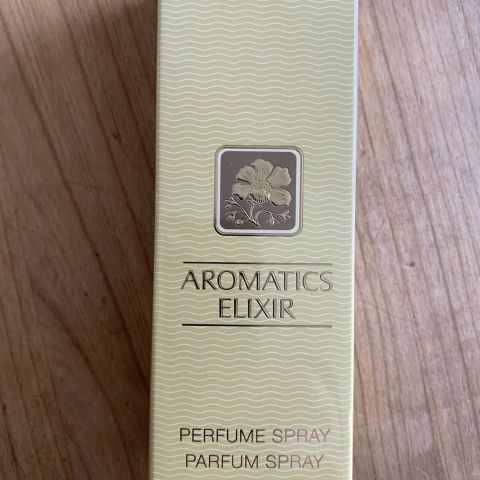 AROMATICS
ELIXIR
PERFUME SPRAY
PARFUM SPRAY